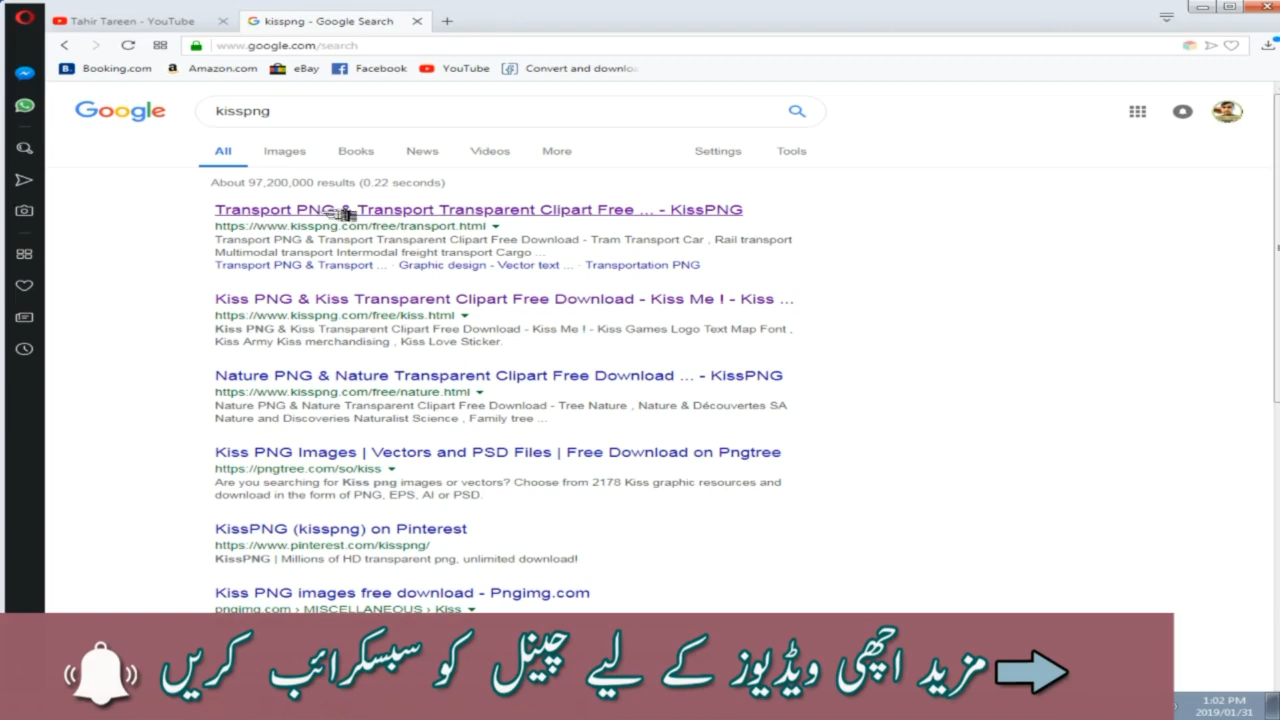 Tahir Tareen - YouTube
kisspng - Google Search
www.google.com/search
Booking.com
Amazon.com
eBay
Facebook
YouTube
Convert and downlo
Google
kisspng
All
Images
Books
News
Videos
More
Settings
Tools
About 97,200,000 results (0.22 seconds)
Transport PNG & Transport Transparent Clipart Free ... - KissPNG
https://www.kisspng.com/free/transport.html
Transport PNG & Transport Transparent Clipart Free Download - Tram Transport Car , Rail transport
Multimodal transport Intermodal freight transport Cargo ...
Transport PNG & Transport ... · Graphic design - Vector text ... · Transportation PNG
Kiss PNG & Kiss Transparent Clipart Free Download - Kiss Me ! - Kiss ...
https://www.kisspng.com/free/kiss.html
Kiss PNG & Kiss Transparent Clipart Free Download - Kiss Me ! - Kiss Games Logo Text Map Font ,
Kiss Army Kiss merchandising , Kiss Love Sticker.
Nature PNG & Nature Transparent Clipart Free Download ... - KissPNG
https://www.kisspng.com/free/nature.html
Nature PNG & Nature Transparent Clipart Free Download - Tree Nature , Nature & Découvertes SA
Nature and Discoveries Naturalist Science , Family tree ...
Kiss PNG Images | Vectors and PSD Files | Free Download on Pngtree
https://pngtree.com/so/kiss
Are you searching for Kiss png images or vectors? Choose from 2178 Kiss graphic resources and
download in the form of PNG, EPS, AI or PSD.
KissPNG (kisspng) on Pinterest
https://www.pinterest.com/kisspng/
KissPNG | Millions of HD transparent png, unlimited download!
Kiss PNG images free download - Pngimg.com
pngimg.com › MISCELLANEOUS › Kiss
مزید اچھی ویڈیوز کے لیے چینل کو سبسکرائب کریں
1:02 PM
2019/01/31